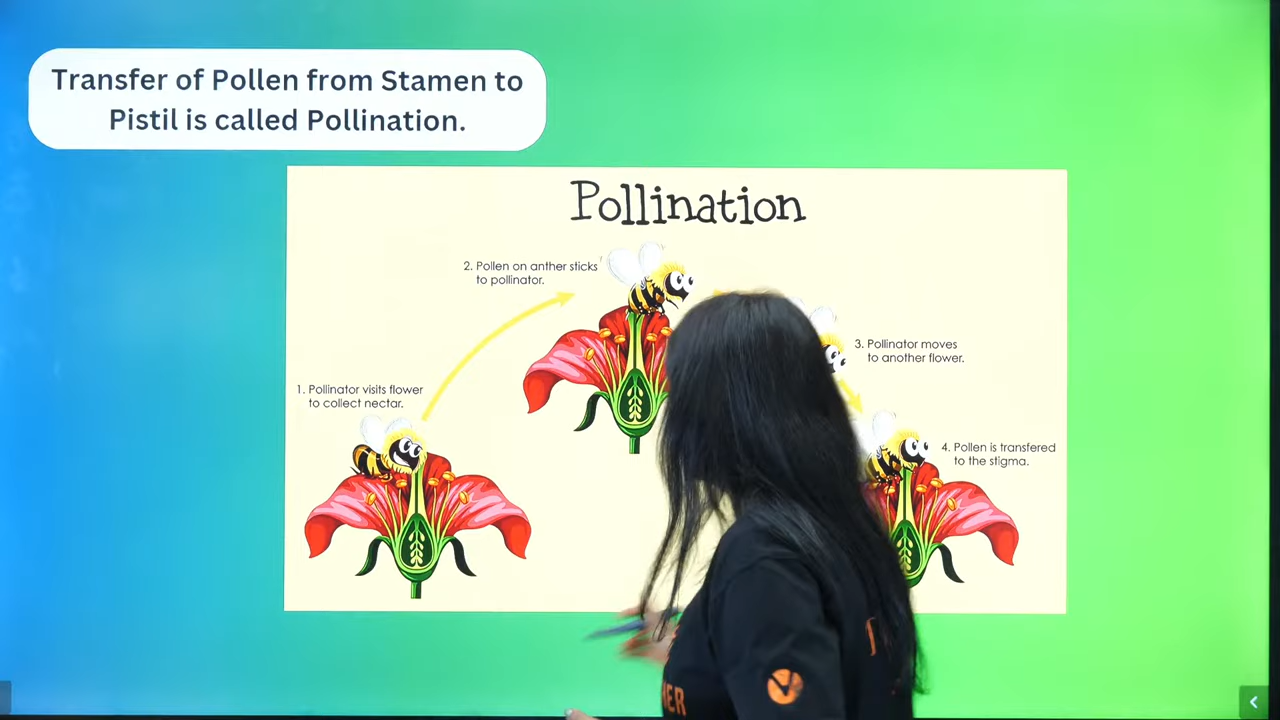 Transfer of Pollen from Stamen to
Pistil is called Pollination.
Pollination
2. Pollen on anther sticks
to pollinator.
3. Pollinator moves
to another flower.
1. Pollinator visits flower
to collect nectar.
4. Pollen is transfered
to the stigma.